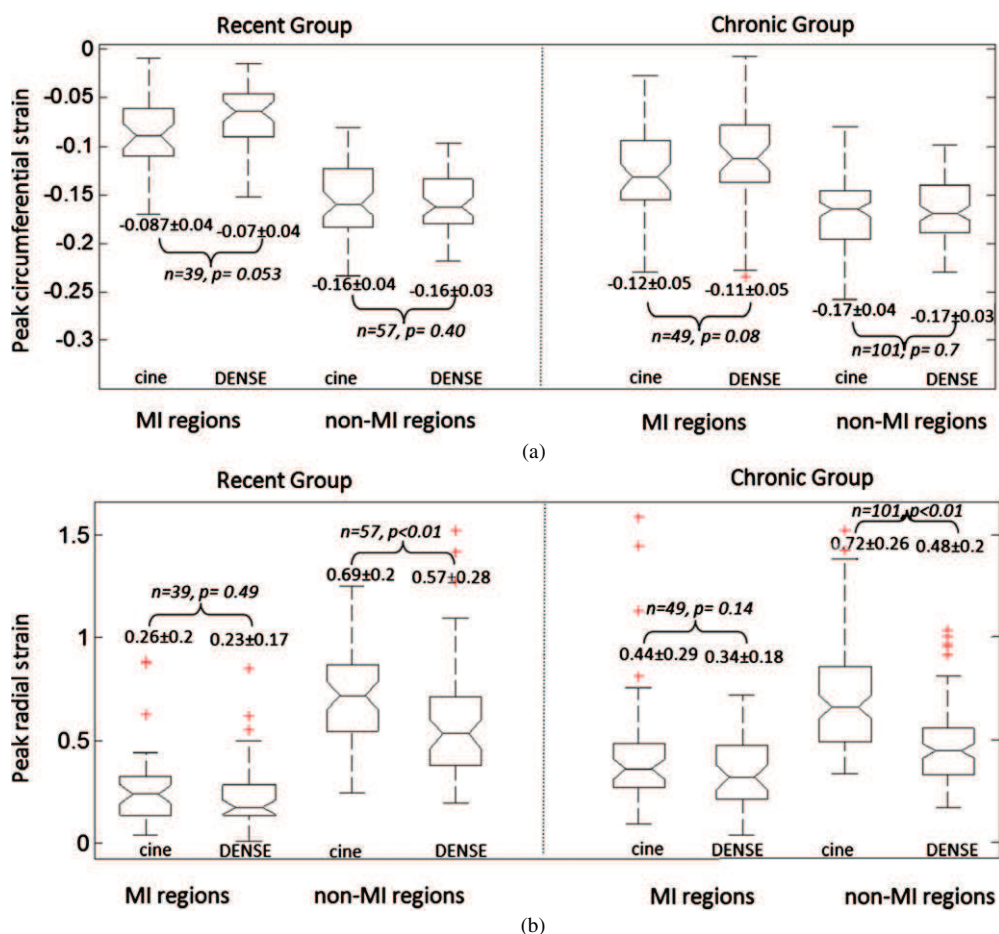 Recent Group Chronic Group
Peak circumferential strain
0
-0.05
-0.1
-0.15
-0.2
-0.25
-0.3
-0.087±0.04 -0.07±0.04
n=39, p= 0.053
-0.16±0.04 -0.16±0.03
n=57, p= 0.40
-0.12±0.05 -0.11±0.05
n=49, p= 0.08
-0.17±0.04 -0.17±0.03
n=101, p= 0.7
cine DENSE cine DENSE cine DENSE cine DENSE
MI regions non-MI regions MI regions non-MI regions
(a)
Recent Group Chronic Group
Peak radial strain
1.5
1
0.5
0
n=39, p= 0.49
0.26±0.2 0.23±0.17
n=57, p<0.01
0.69±0.2 0.57±0.28
n=49, p= 0.14
0.44±0.29 0.34±0.18
n=101, p<0.01
0.72±0.26 0.48±0.2
cine DENSE cine DENSE cine DENSE cine DENSE
MI regions non-MI regions MI regions non-MI regions
(b)